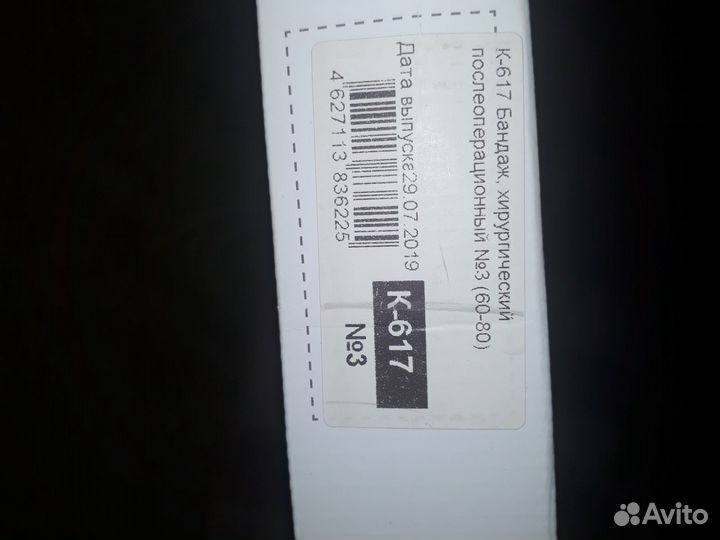 К-617 Бандаж, хирургический
послеоперационный №3 (60-80)
Дата выпуска29.07.2019
4 627113 836225
К-617
№3
Avito